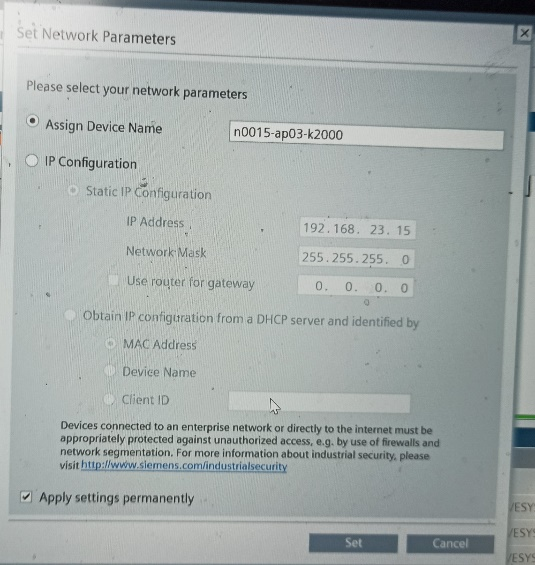 Set Network Parameters
Please select your network parameters
Assign Device Name
n0015-ap03-k2000
IP Configuration
Static IP Configuration
IP Address
192.168. 23. 15
Network Mask
255.255.255. 0
Use router for gateway
0. 0. 0. 0
Obtain IP configuration from a DHCP server and identified by
MAC Address
Device Name
Client ID
Devices connected to an enterprise network or directly to the internet must be
appropriately protected against unauthorized access, e.g. by use of firewalls and
network segmentation. For more information about industrial security, please
visit http://www.siemens.com/industrialsecurity
Apply settings permanently
Set
Cancel